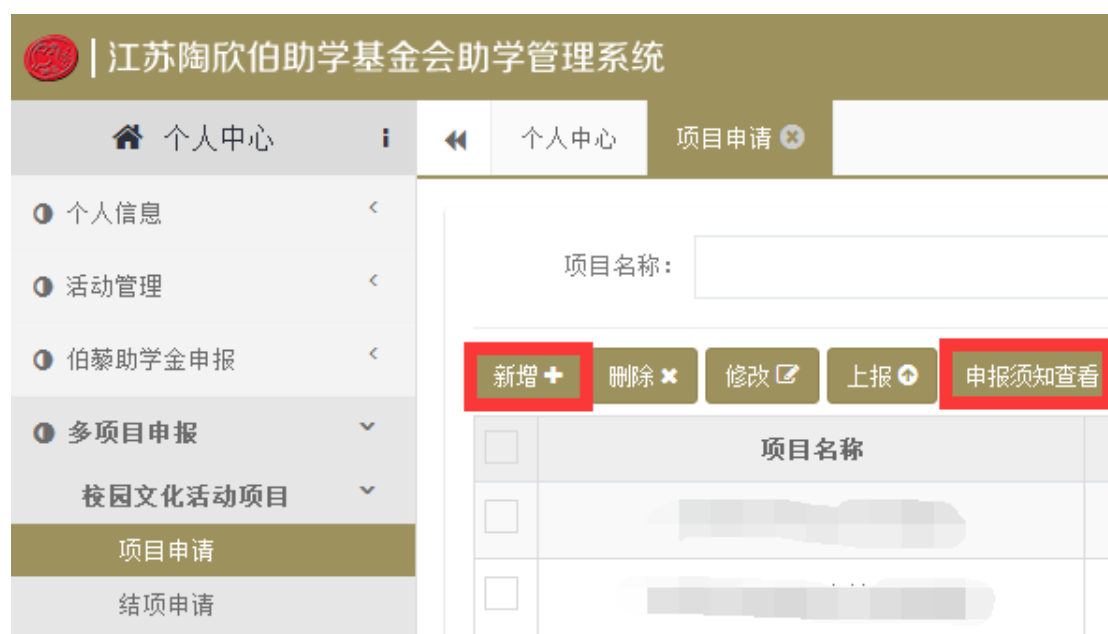 江苏陶欣伯助学基金会助学管理系统
个人中心
个人中心 项目申请
个人信息
活动管理
伯藜助学金申报
多项目申报
校园文化活动项目
项目申请
结项申请
项目名称:
新增 删除 修改 上报 申报须知查看
项目名称